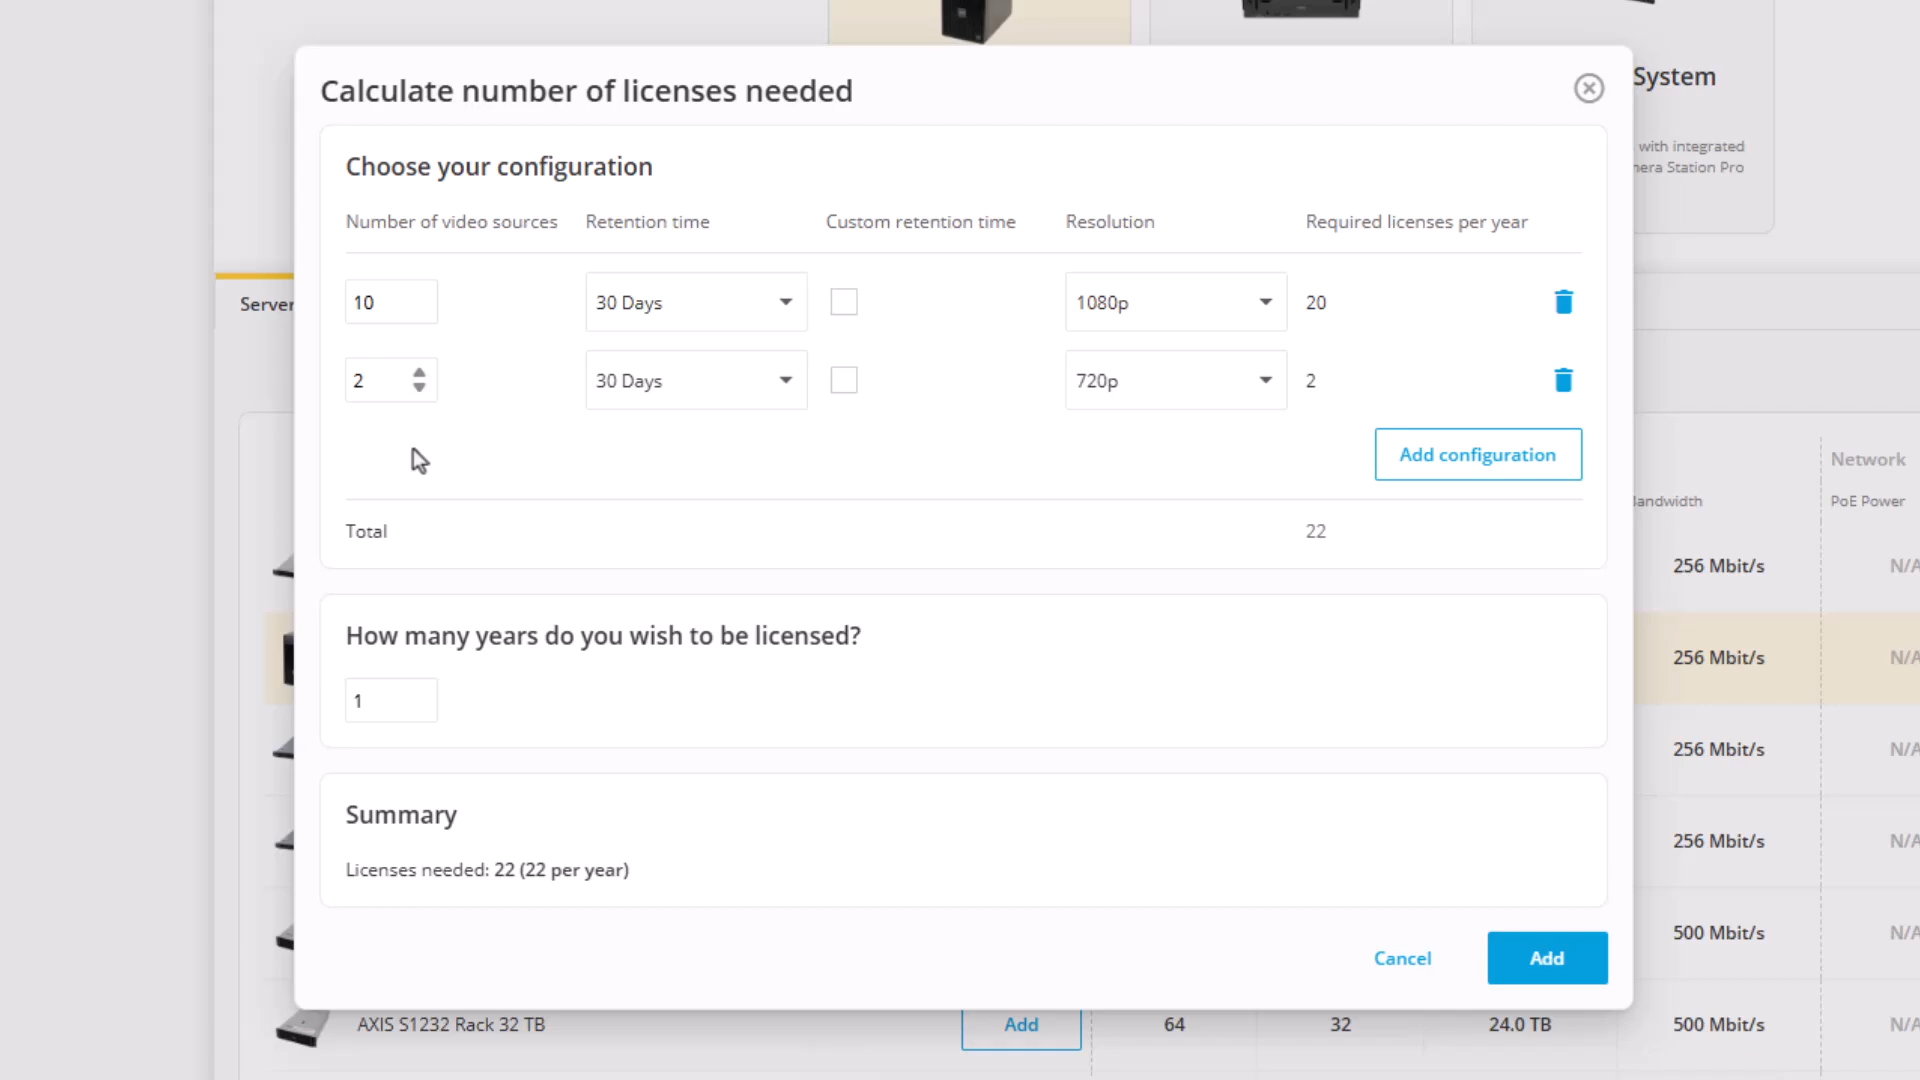 System
with integrated
Station Pro
Calculate number of licenses needed
Choose your configuration
Number of video sources Retention time Custom retention time Resolution Required licenses per year
10 30 Days 1080p 20
2 30 Days 720p 2
Add configuration
Total 22
How many years do you wish to be licensed?
1
Summary
Licenses needed: 22 (22 per year)
Cancel Add
Server
Network
PoE Power
256 Mbit/s N/A
256 Mbit/s N/A
256 Mbit/s N/A
256 Mbit/s N/A
500 Mbit/s N/A
AXIS S1232 Rack 32 TB Add 64 32 24.0 TB 500 Mbit/s N/A